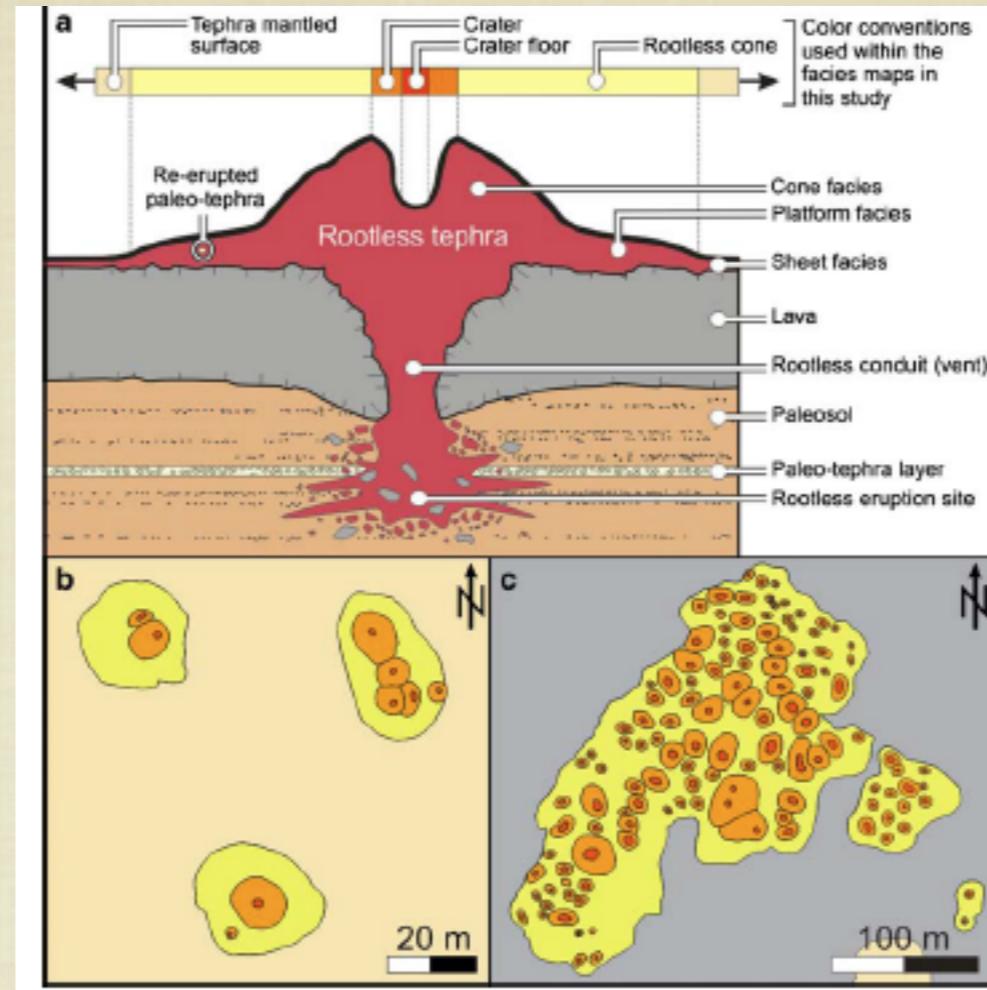 a
Tephra mantled
surface
Crater
Crater floor
Rootless cone
Color conventions
used within the
facies maps in
this study
Re-erupted
paleo-tephra
Rootless tephra
Cone facies
Platform facies
Sheet facies
Lava
Rootless conduit (vent)
Paleosol
Paleo-tephra layer
Rootless eruption site
b
N
20 m
c
N
100 m